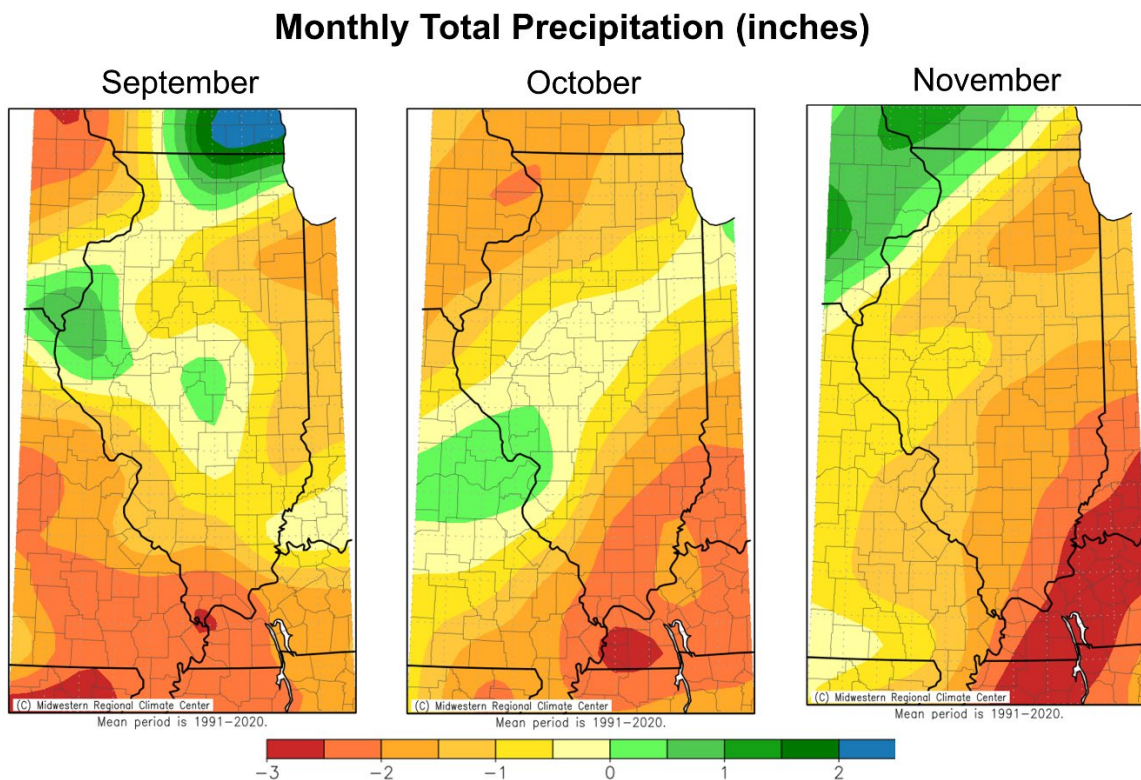 Monthly Total Precipitation (inches)
September
October
November
(C) Midwestern Regional Climate Center
(C) Midwestern Regional Climate Center
(C) Midwestern Regional Climate Center
Mean period is 1991-2020.
Mean period is 1991-2020.
Mean period is 1991-2020.
-3 -2 -1 0 1 2